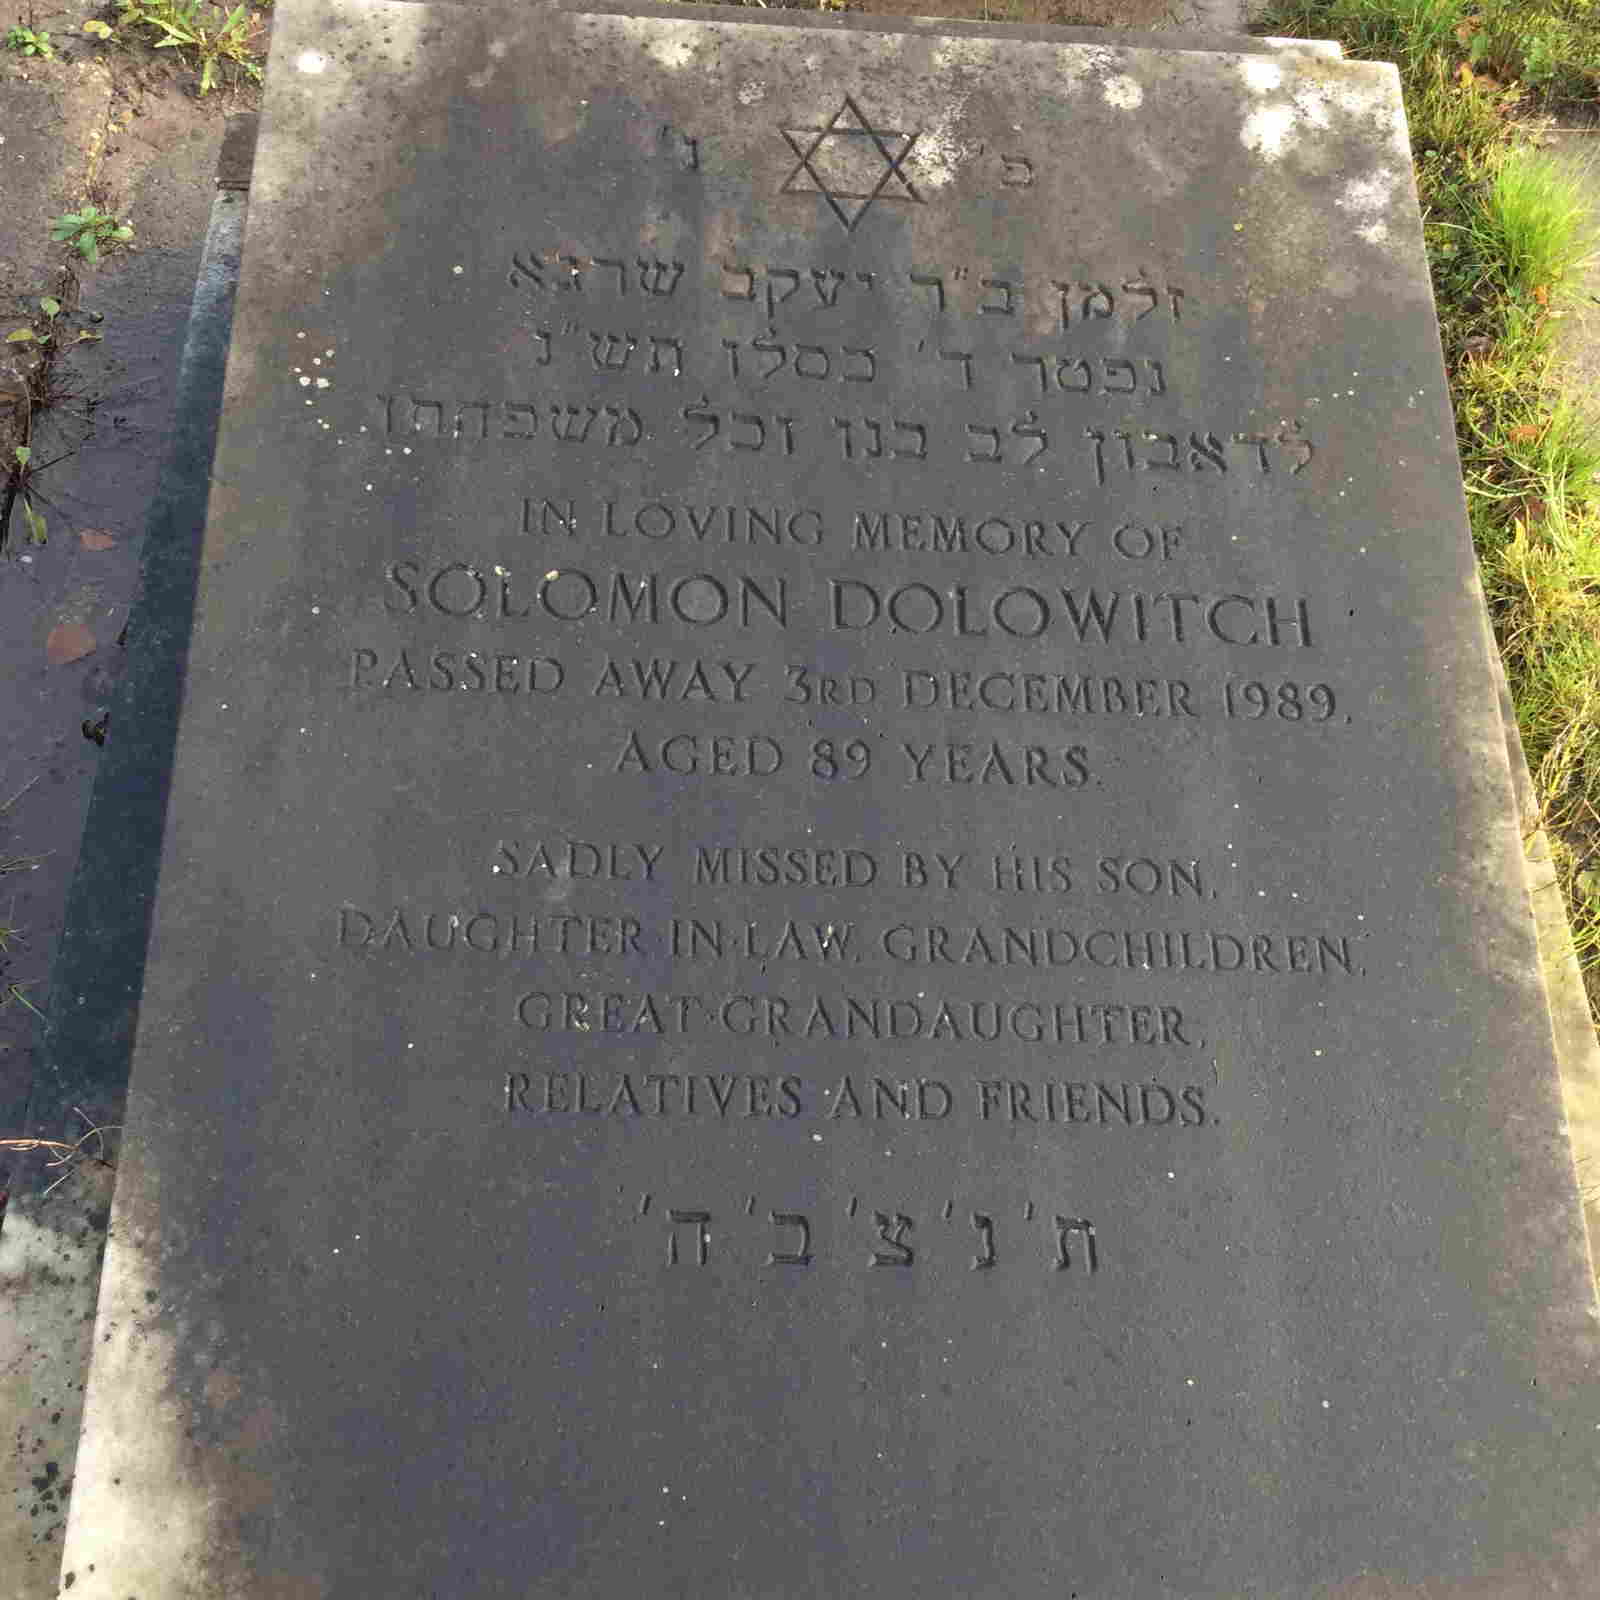 פ' נ'
זלמן ב"ר יעקב שרגא
נפטר ד' כסלו תש"נ
לדאבון לב בנו וכל משפחתו
IN LOVING MEMORY OF
SOLOMON DOLOWITCH
PASSED AWAY 3RD DECEMBER 1989.
AGED 89 YEARS.
SADLY MISSED BY HIS SON,
DAUGHTER-IN-LAW, GRANDCHILDREN,
GREAT-GRANDAUGHTER,
RELATIVES AND FRIENDS.
ת' נ' צ' ב' ה'